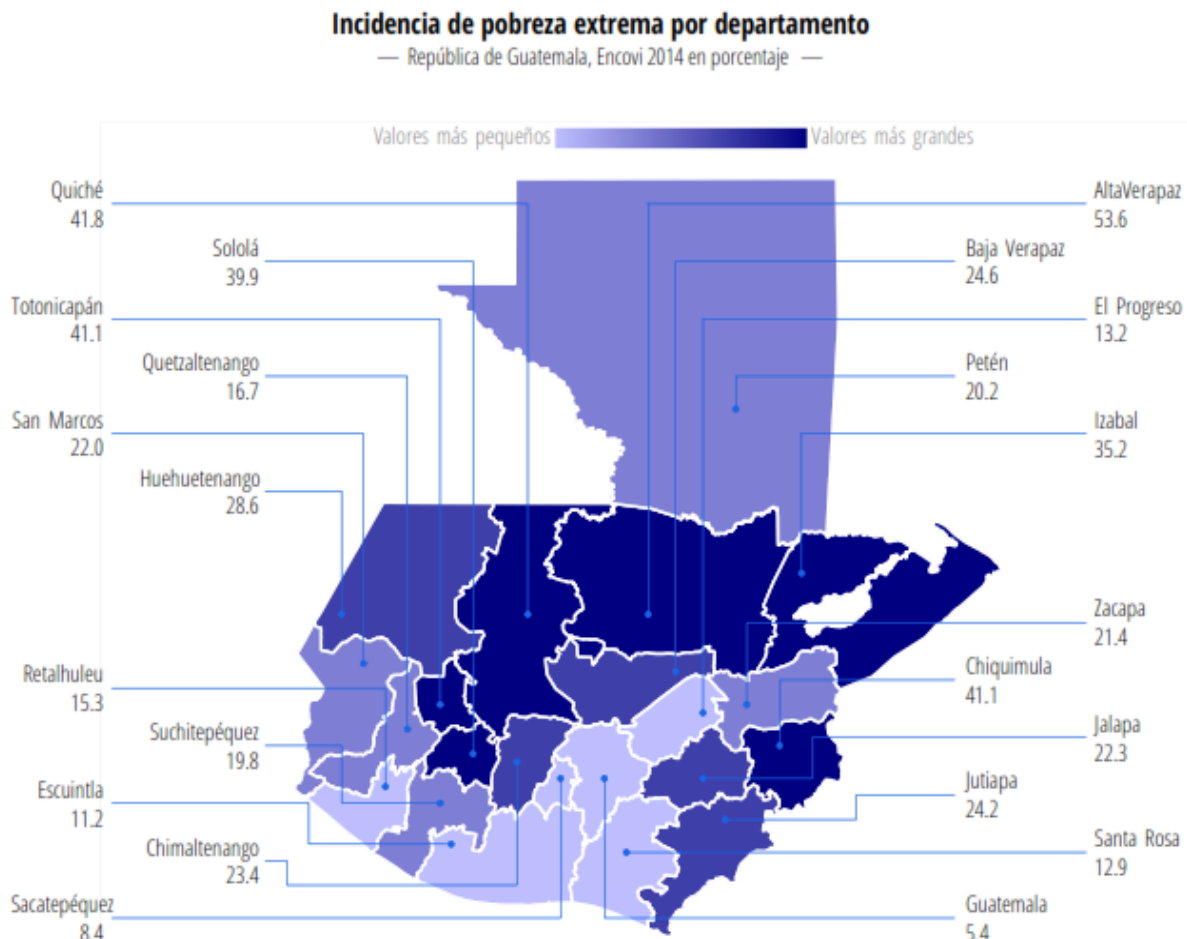 Incidencia de pobreza extrema por departamento
— República de Guatemala, Encovi 2014 en porcentaje —
Valores más pequeños
Valores más grandes
Quiché
41.8
Sololá
39.9
Totonicapán
41.1
Quetzaltenango
16.7
San Marcos
22.0
Huehuetenango
28.6
Retalhuleu
15.3
Suchitepéquez
19.8
Escuintla
11.2
Chimaltenango
23.4
Sacatepéquez
8.4
AltaVerapaz
53.6
Baja Verapaz
24.6
El Progreso
13.2
Petén
20.2
Izabal
35.2
Zacapa
21.4
Chiquimula
41.1
Jalapa
22.3
Jutiapa
24.2
Santa Rosa
12.9
Guatemala
5.4